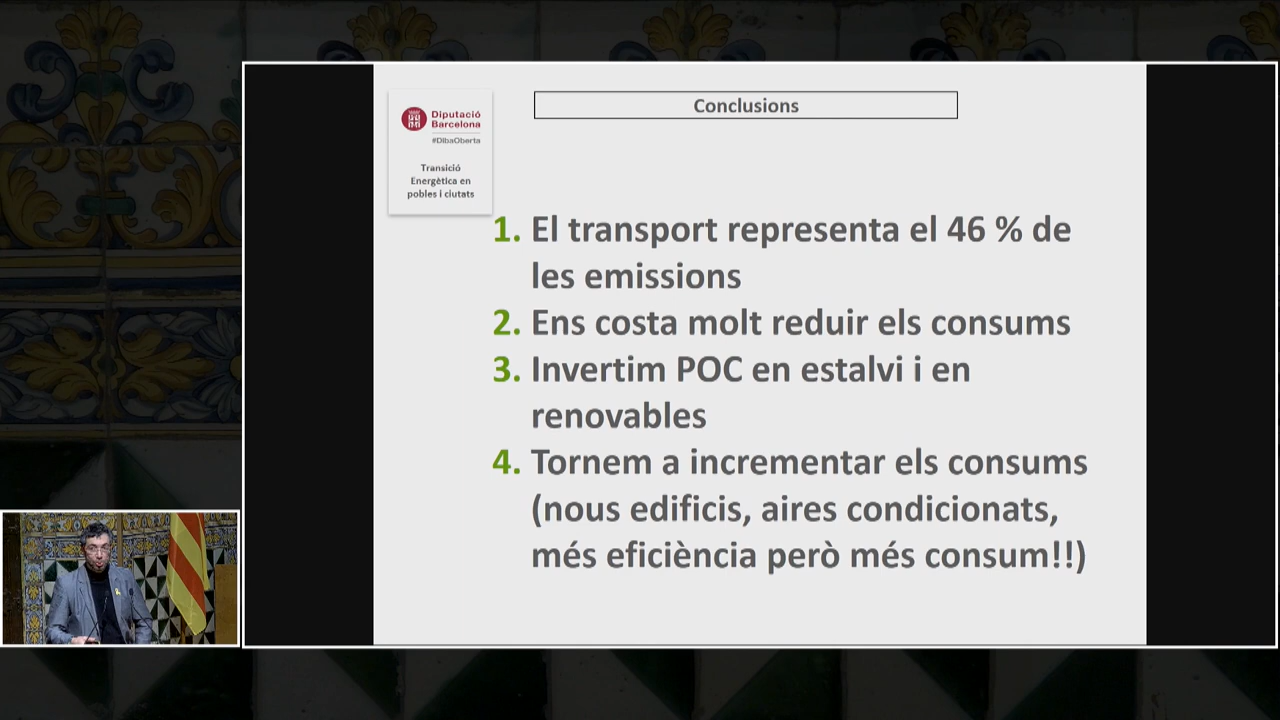 Conclusions
Diputació
Barcelona
#DibaOberta
Transició
Energètica en
pobles i ciutats
1. El transport representa el 46 % de
les emissions
2. Ens costa molt reduir els consums
3. Invertim POC en estalvi i en
renovables
4. Tornem a incrementar els consums
(nous edificis, aires condicionats,
més eficiència però més consum!!)